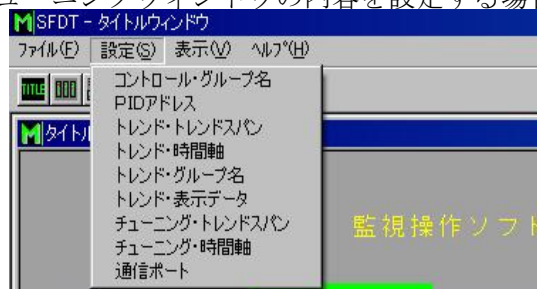 ューニングウィンドウの内容を設定する場
SFDT - タイトルウィンドウ
ファイル(F) 設定(S) 表示(V) ヘルプ(H)
TITLE
コントロール・グループ名
PIDアドレス
トレンド・トレンドスパン
トレンド・時間軸
トレンド・グループ名
トレンド・表示データ
チューニング・トレンドスパン
チューニング・時間軸
通信ポート
タイトル
監視操作ソフト